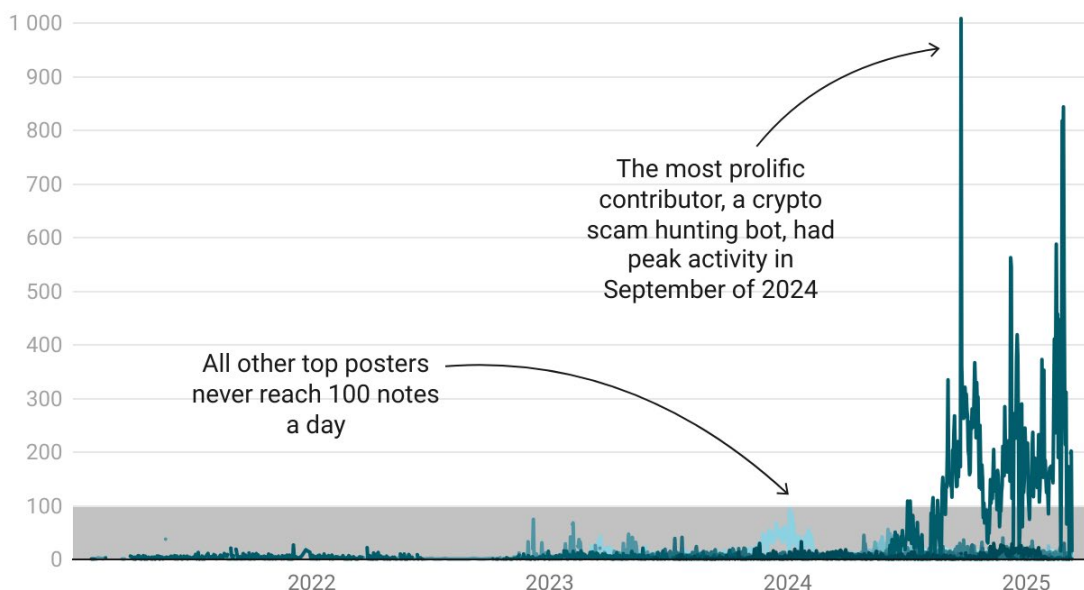 1 000
900
800
700
600
500
400
300
200
100
0
The most prolific
contributor, a crypto
scam hunting bot, had
peak activity in
September of 2024
All other top posters
never reach 100 notes
a day
2022
2023
2024
2025